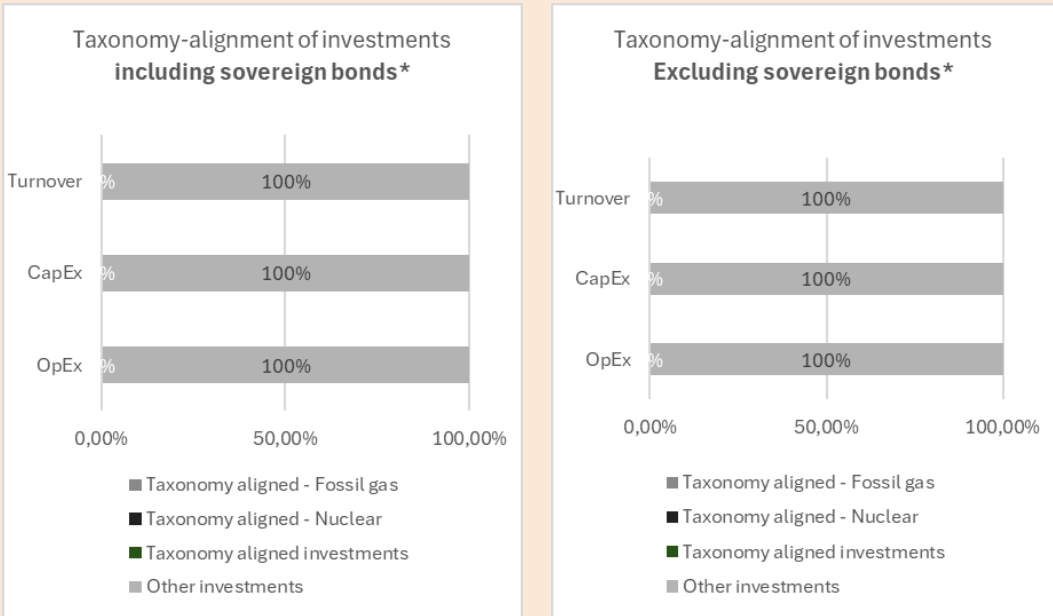 Taxonomy-alignment of investments
including sovereign bonds*
Turnover
%
100%
CapEx
%
100%
OpEx
%
100%
0,00%
50,00%
100,00%
Taxonomy aligned - Fossil gas
Taxonomy aligned - Nuclear
Taxonomy aligned investments
Other investments
Taxonomy-alignment of investments
Excluding sovereign bonds*
Turnover
%
100%
CapEx
%
100%
OpEx
%
100%
0,00%
50,00%
100,00%
Taxonomy aligned - Fossil gas
Taxonomy aligned - Nuclear
Taxonomy aligned investments
Other investments